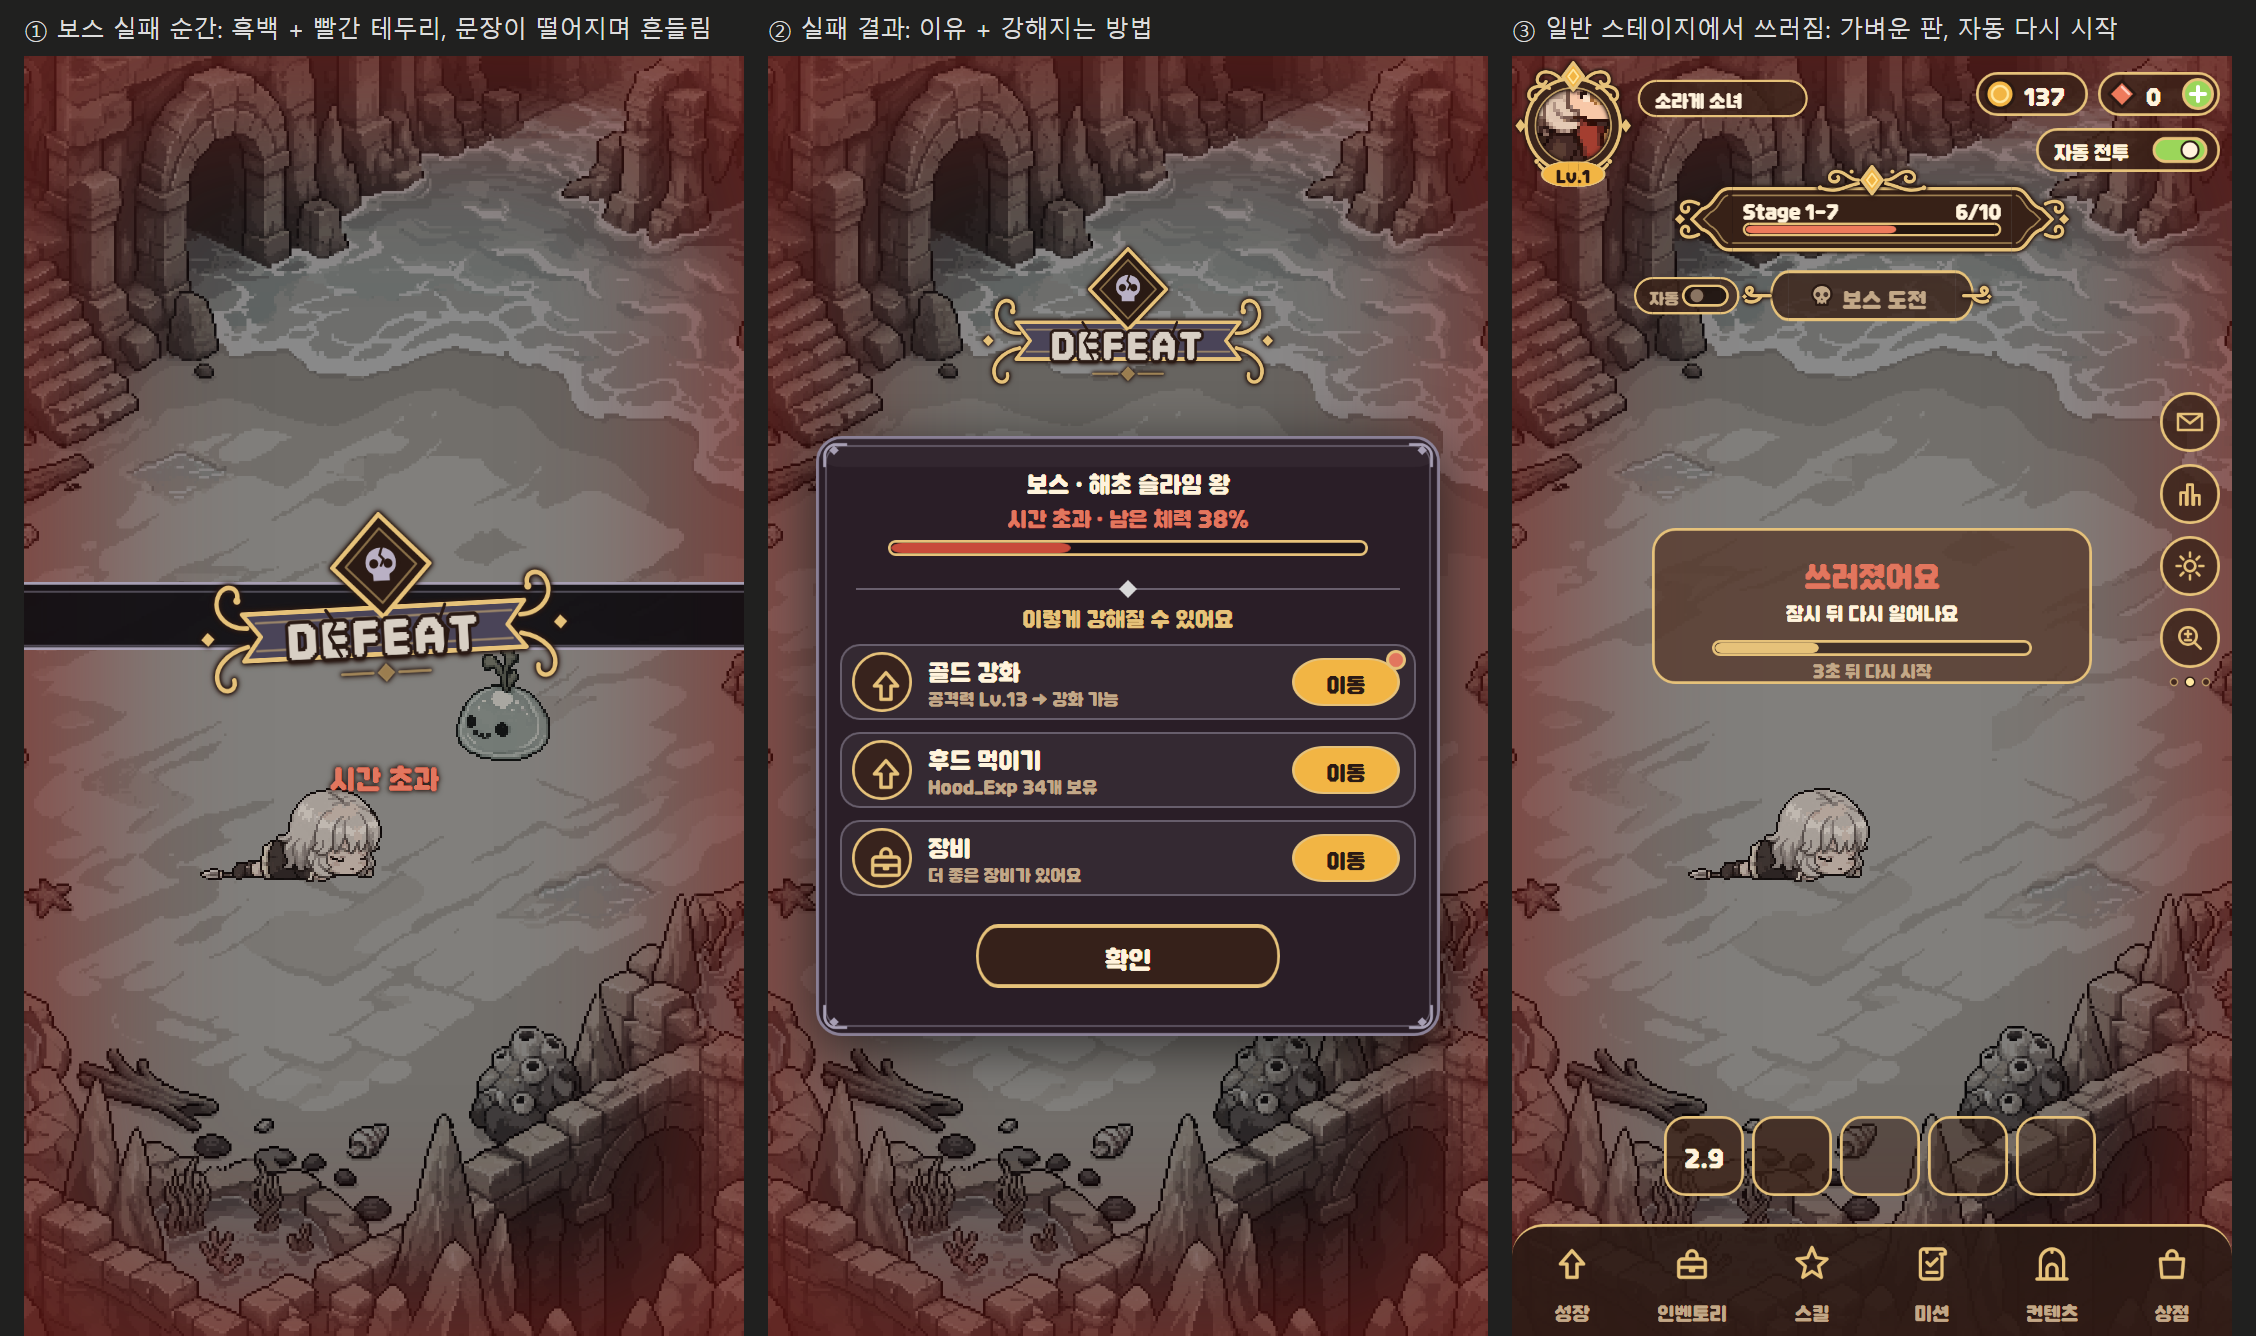 ① 보스 실패 순간: 흑백 + 빨간 테두리, 문장이 떨어지며 흔들림
DEFEAT
시간 초과
② 실패 결과: 이유 + 강해지는 방법
DEFEAT
보스 · 해초 슬라임 왕
시간 초과 · 남은 체력 38%
이렇게 강해질 수 있어요
골드 강화
공격력 Lv.13 → 강화 가능
이동
후드 먹이기
Hood_Exp 34개 보유
이동
장비
더 좋은 장비가 있어요
이동
확인
③ 일반 스테이지에서 쓰러짐: 가벼운 판, 자동 다시 시작
소라게 소녀
137
0
자동 전투
Lv.1
Stage 1-7 6/10
자동
보스 도전
쓰러졌어요
잠시 뒤 다시 일어나요
3초 뒤 다시 시작
2.9
성장 인벤토리 스킬 미션 컨텐츠 상점